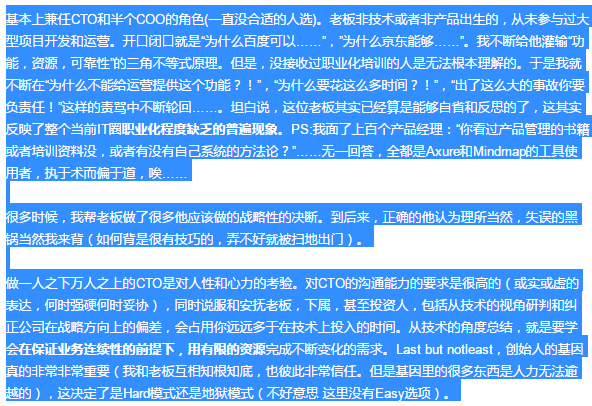 基本上兼任CTO和半个COO的角色(一直没合适的人选)。老板非技术或者非产品出生的，从未参与过大
型项目开发和运营。开口闭口就是“为什么百度可以……”，”为什么京东能够……”。我不断给他灌输“功
能，资源，可靠性”的三角不等式原理。但是，没接收过职业化培训的人是无法根本理解的。于是我就
不断在“为什么不能给运营提供这个功能？！”，“为什么要花这么多时间？！”，“出了这么大的事故你要
负责任！”这样的责骂中不断轮回……。坦白说，这位老板其实已经算是能够自省和反思的了，这其实
反映了整个当前IT圈职业化程度缺乏的普遍现象。PS:我面了上百个产品经理：“你看过产品管理的书籍
或者培训资料没，或者有没有自己系统的方法论？”……无一回答，全都是Axure和Mindmap的工具使
用者，执于术而偏于道，唉……
很多时候，我帮老板做了很多他应该做的战略性的决断。到后来，正确的他认为理所当然，失误的黑
锅当然我来背（如何背是很有技巧的，弄不好就被扫地出门）。
做一人之下万人之上的CTO是对人性和心力的考验。对CTO的沟通能力的要求是很高的（或实或虚的
表达，何时强硬何时妥协），同时说服和安抚老板，下属，甚至投资人，包括从技术的视角研判和纠
正公司在战略方向上的偏差，会占用你远远多于在技术上投入的时间。从技术的角度总结，就是要学
会在保证业务连续性的前提下，用有限的资源完成不断变化的需求。Last but notleast，创始人的基因
真的非常非常重要（我和老板互相知根知底，也彼此非常信任。但是基因里的很多东西是人力无法逾
越的），这决定了是Hard模式还是地狱模式（不好意思 这里没有Easy选项）。